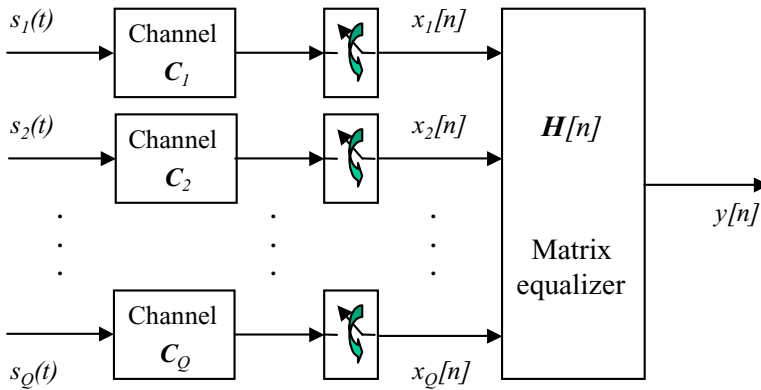 s1(t)
Channel
C1
x1[n]
s2(t)
Channel
C2
x2[n]
H[n]
y[n]
Matrix
equalizer
Channel
CQ
sQ(t)
xQ[n]